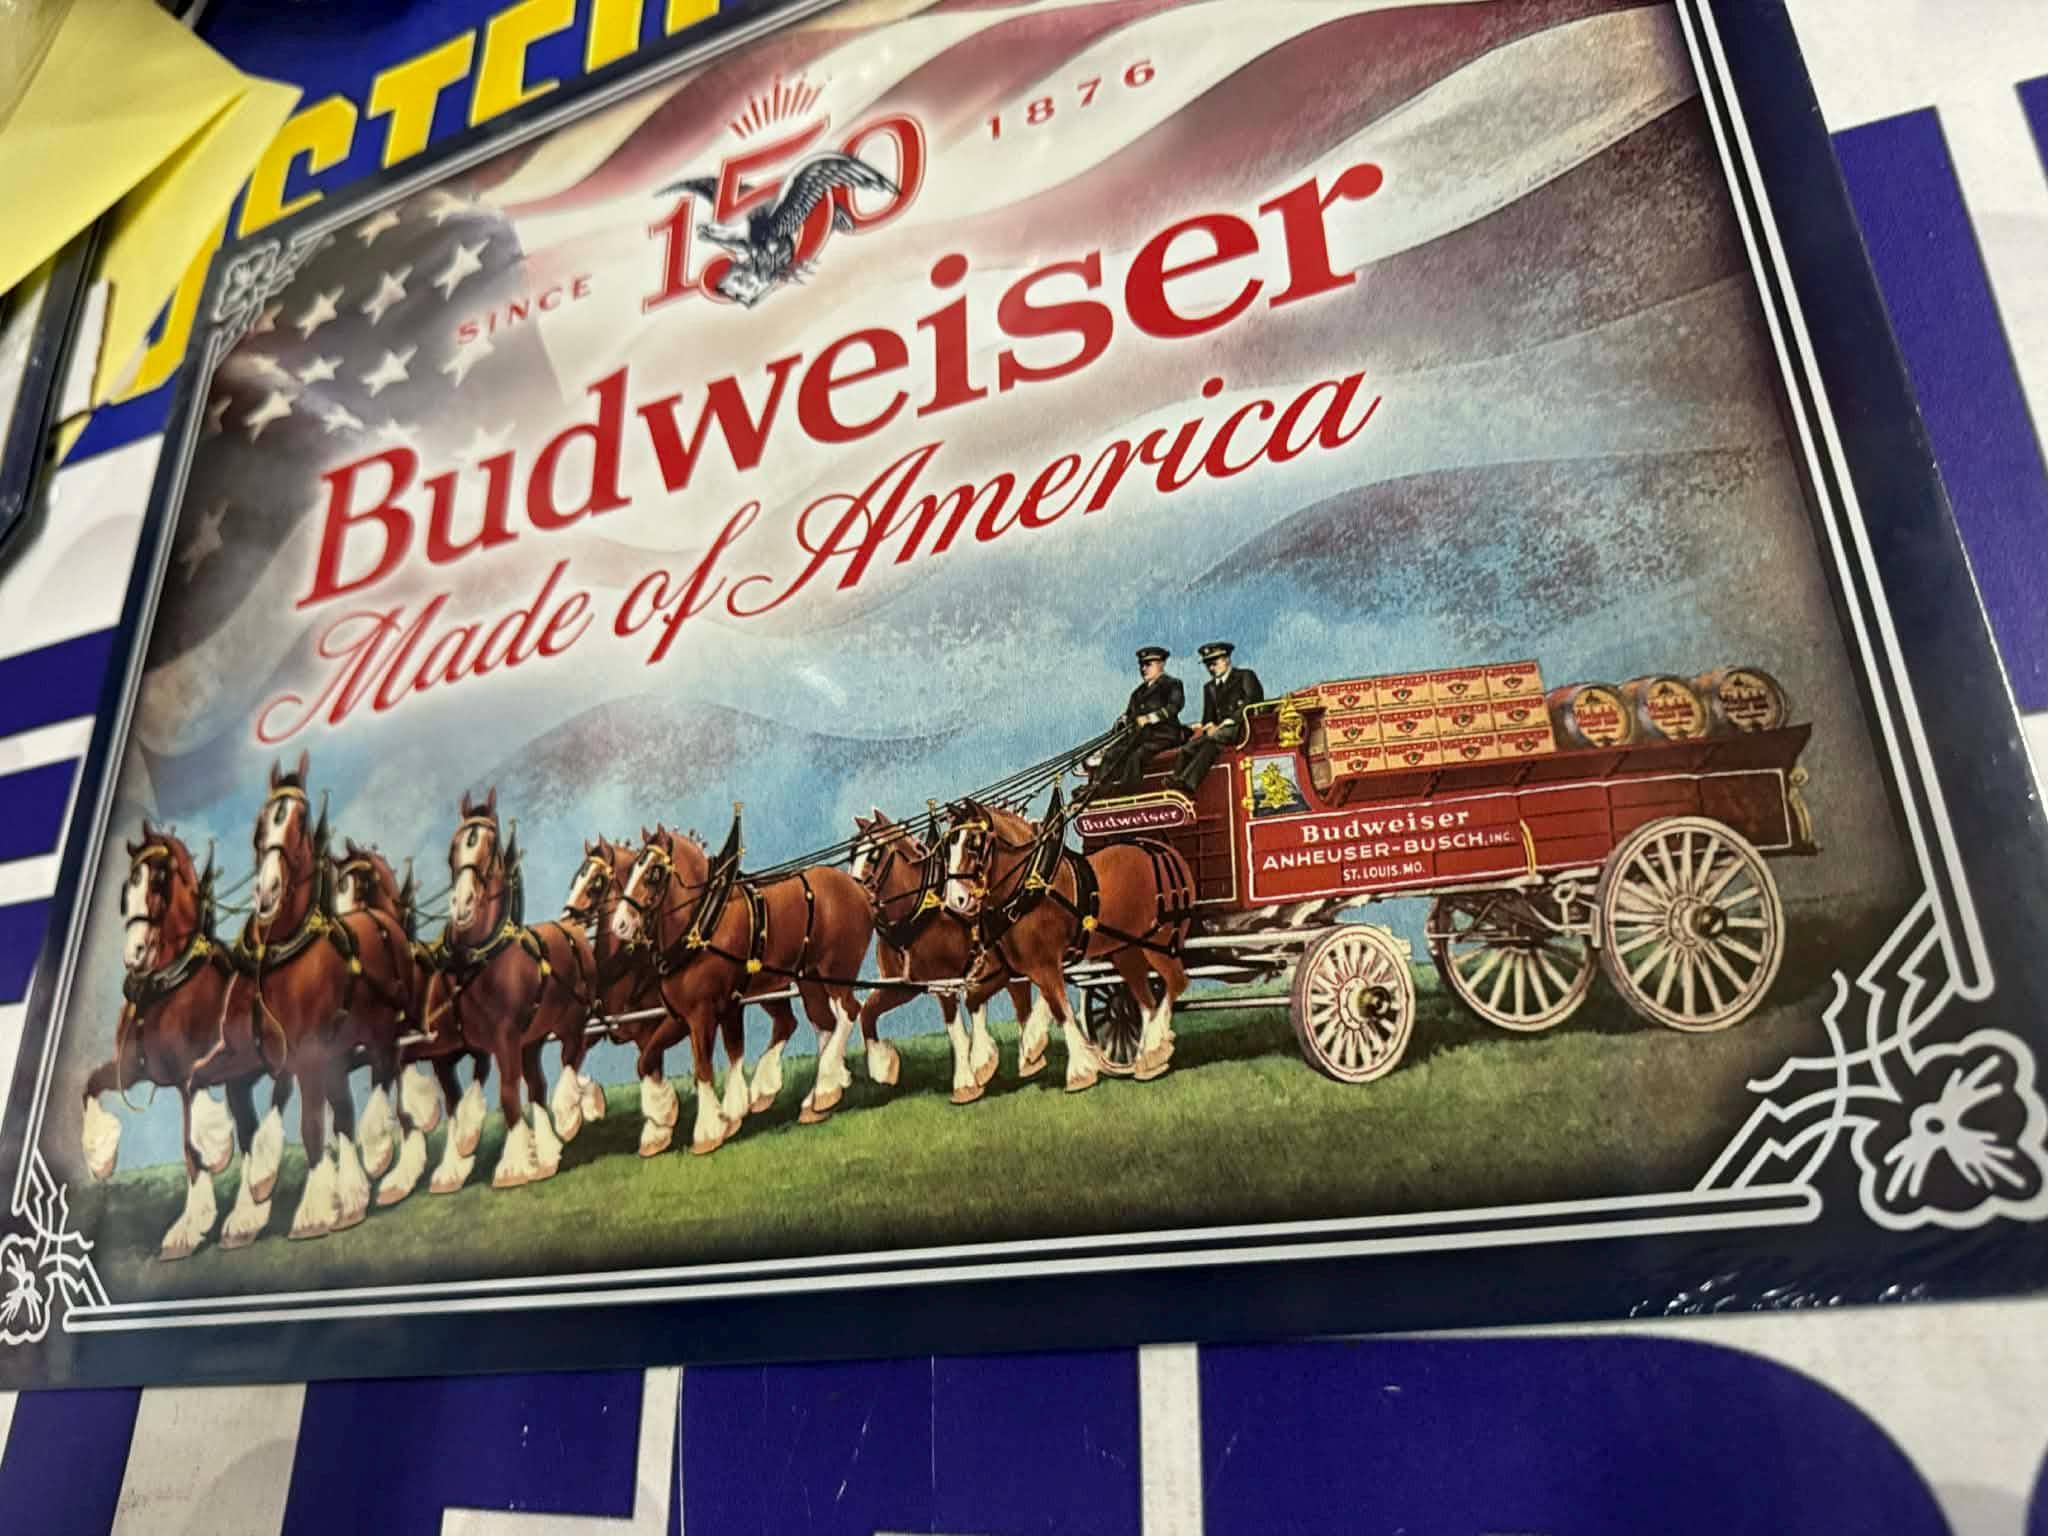 SINCE 150 1876
Budweiser
Made of America
Budweiser
Budweiser
ANHEUSER-BUSCH, INC.
ST. LOUIS, MO.